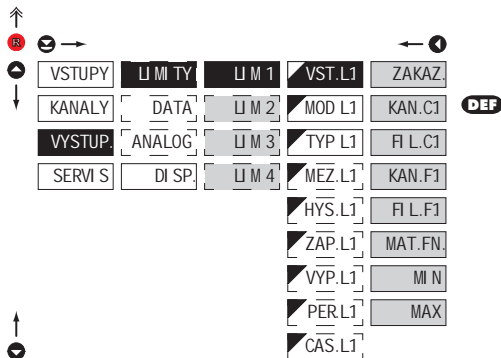 R
VSTUPY LIMITY LIM 1 VST.L1 ZAKAZ.
KANALY DATA LIM 2 MOD L1 KAN.C1 DEF
VYSTUP. ANALOG LIM 3 TYP L1 FIL.C1
SERVIS DISP. LIM 4 MEZ.L1 KAN.F1
HYS.L1 FIL.F1
ZAP.L1 MAT.FN.
VYP.L1 MIN
PER.L1 MAX
CAS.L1